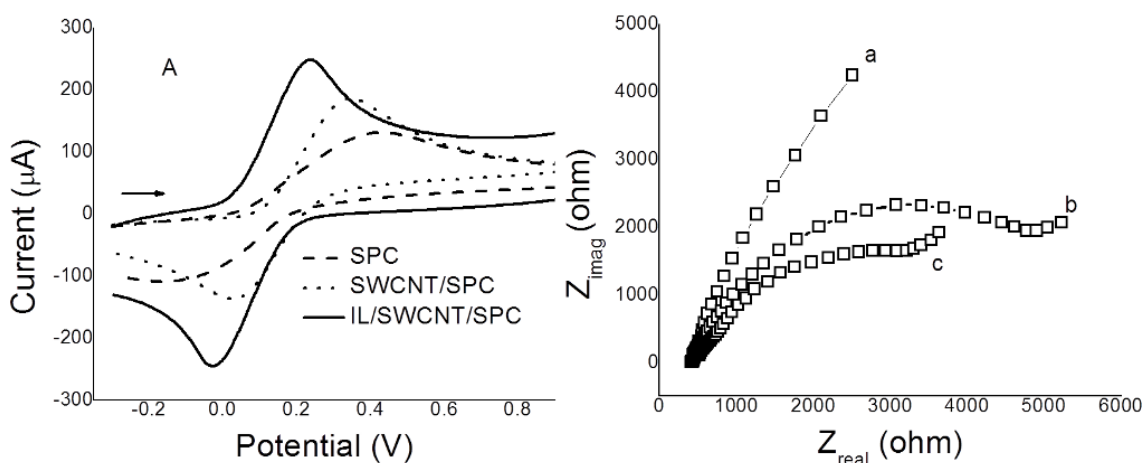 A
300
200
100
0
-100
-200
-300
-0.2 0.0 0.2 0.4 0.6 0.8
Current (μA)
Potential (V)
SPC
SWCNT/SPC
IL/SWCNT/SPC
5000
4000
3000
2000
1000
0
0 1000 2000 3000 4000 5000 6000
Z_imag (ohm)
Z_real (ohm)
a
b
c